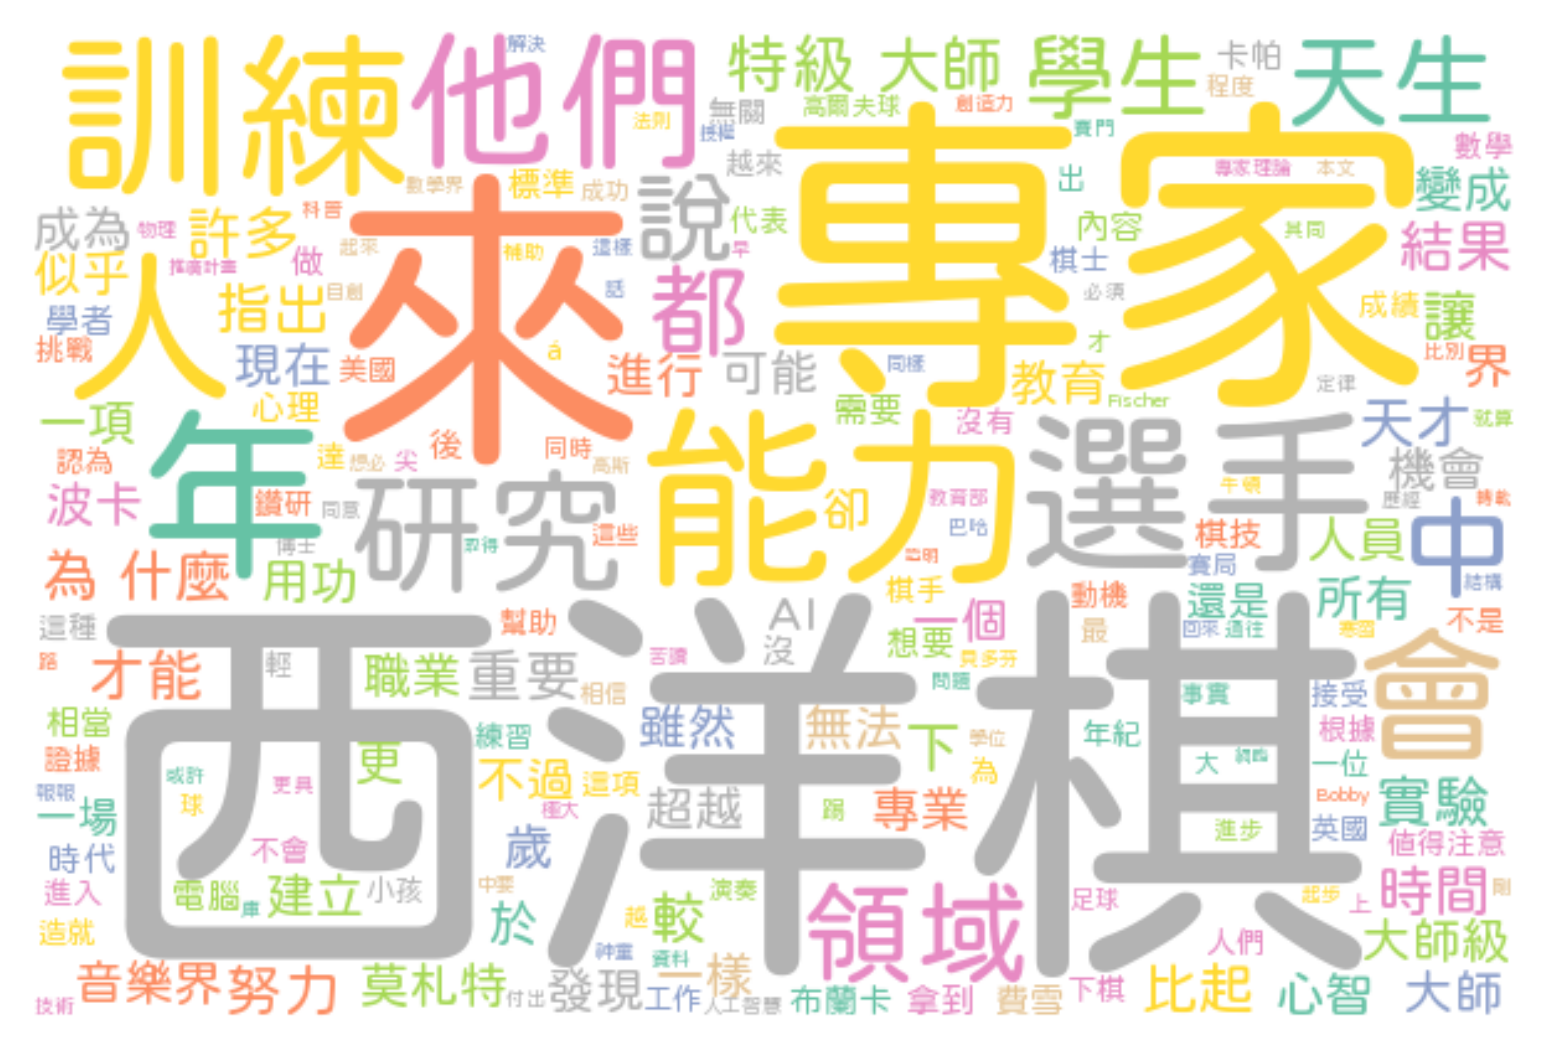 訓練
他們
解決
特級 大師
學生
卡帕
天生
程度
高爾夫球
創造力
無關
法則
授權
專家
賽門
數學
越來
專家理論
本文
數學界
標準
成功
來
說
出
變成
成為
物理
許多
科普
代表
內容
其同
結果
起來
補助
這樣
早
棋士
似乎
推廣計畫
做
人
都
話
必須
學者
指出
目創
成績
讓
挑戰
現在
美國
á
進行
可能
同樣
才
比別
界
教育
定律
心理
Fischer
需要
沒有
一項
年
能力
選手
天才
就算
認為
達
想必
尖
後
同時
高斯
機會
波卡
鑽研
同意
研究
卻
教育部
牛頓
歷經
轉載
這些
巴哈
棋技
人員
中
博士
取得
聰明
為 什麼
用功
賽局
結構
棋手
動機
還是
所有
西洋棋
這種
幫助
AI
一個
最
回來
過往
寒窗
不是
沒
想要
會
路
才能
輕
職業
重要
苦讀
貝多芬
相信
問題
事實
接受
相當
練習
雖然
無法
下
學位
年紀
根據
證據
更
或許
不過
這項
為
大
一位
報報
更具
球
極大
超越
踢
專業
Bobby
實驗
一場
歲
進步
英國
時代
不會
值得注意
進入
電腦
庫
建立
小孩
中要
於
越
較
演奏
領域
足球
起步
上
時間
剛
造就
神童
資料
人們
大師級
音樂界
努力
莫札特
付出
發現
工作
一樣
人工智慧
布蘭卡
拿到
費雪
下棋
比起
心智
大師
技術